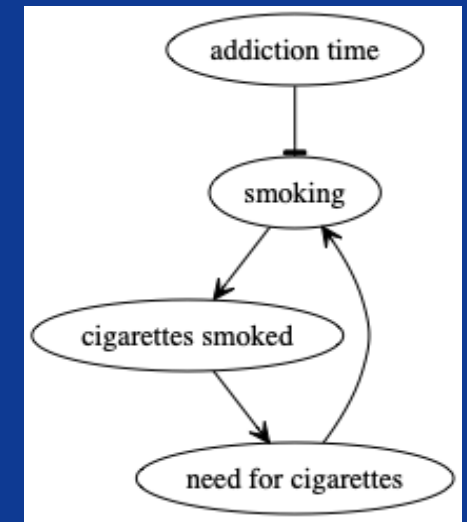 addiction time
smoking
cigarettes smoked
need for cigarettes